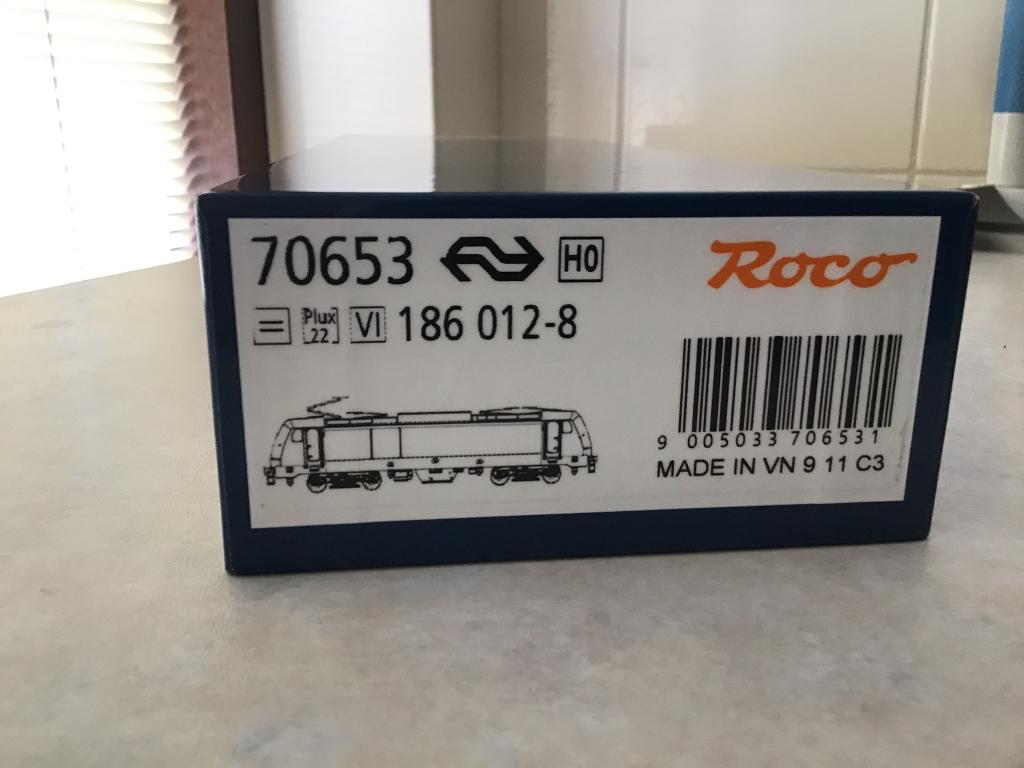 70653 H0 Roco
= Plux 22 VI 186 012-8
9 005033 706531
MADE IN VN 9 11 C3